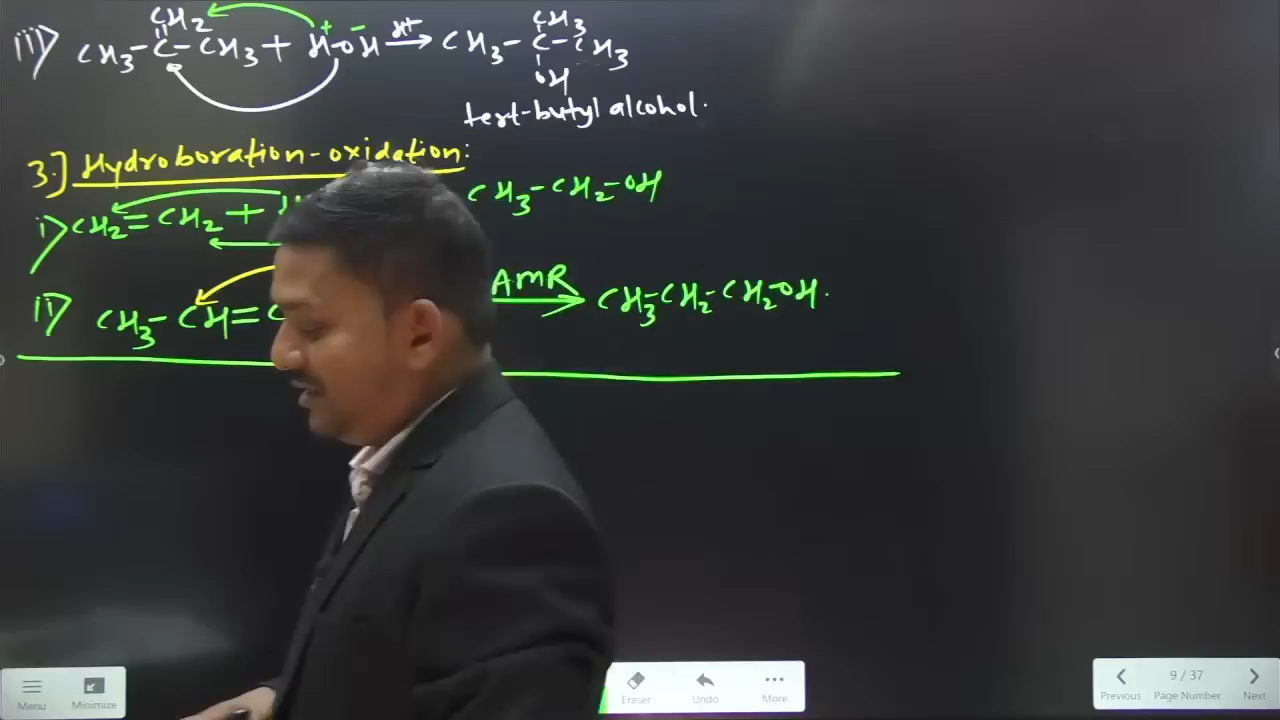 CH2
iii) CH3-C-CH3 + H-OH H+ → CH3-C-CH3
CH3
OH
tert-butyl alcohol.
3.] Hydroboration-oxidation:
i) CH2=CH2 + CH3-CH2-OH
ii) CH3-CH= AMR → CH3-CH2-CH2-OH.
Menu Minimize Eraser Undo More Previous 9 / 37 Page Number Next